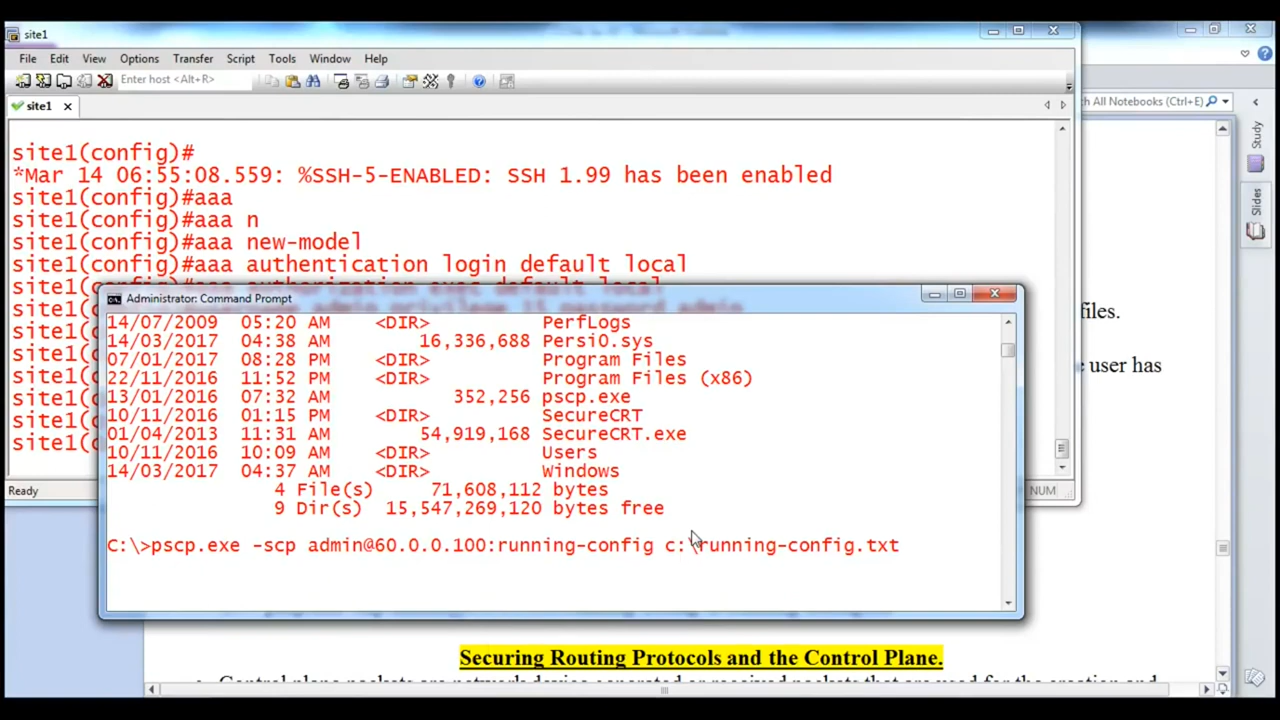 site1
File Edit View Options Transfer Script Tools Window Help
Enter host <Alt+R>
site1
ch All Notebooks (Ctrl+E)
Study
Slides
site1(config)#
*Mar 14 06:55:08.559: %SSH-5-ENABLED: SSH 1.99 has been enabled
site1(config)#aaa
site1(config)#aaa n
site1(config)#aaa new-model
site1(config)#aaa authentication login default local
files.
e user has
Administrator: Command Prompt
14/07/2009 05:20 AM <DIR> PerfLogs
14/03/2017 04:38 AM 16,336,688 Persi0.sys
07/01/2017 08:28 PM <DIR> Program Files
22/11/2016 11:52 PM <DIR> Program Files (x86)
13/01/2016 07:32 AM 352,256 pscp.exe
10/11/2016 01:15 PM <DIR> SecureCRT
01/04/2013 11:31 AM 54,919,168 SecureCRT.exe
10/11/2016 10:09 AM <DIR> Users
14/03/2017 04:37 AM <DIR> Windows
4 File(s) 71,608,112 bytes
9 Dir(s) 15,547,269,120 bytes free
C:\>pscp.exe -scp admin@60.0.0.100:running-config c:\running-config.txt
Ready
NUM
Securing Routing Protocols and the Control Plane.